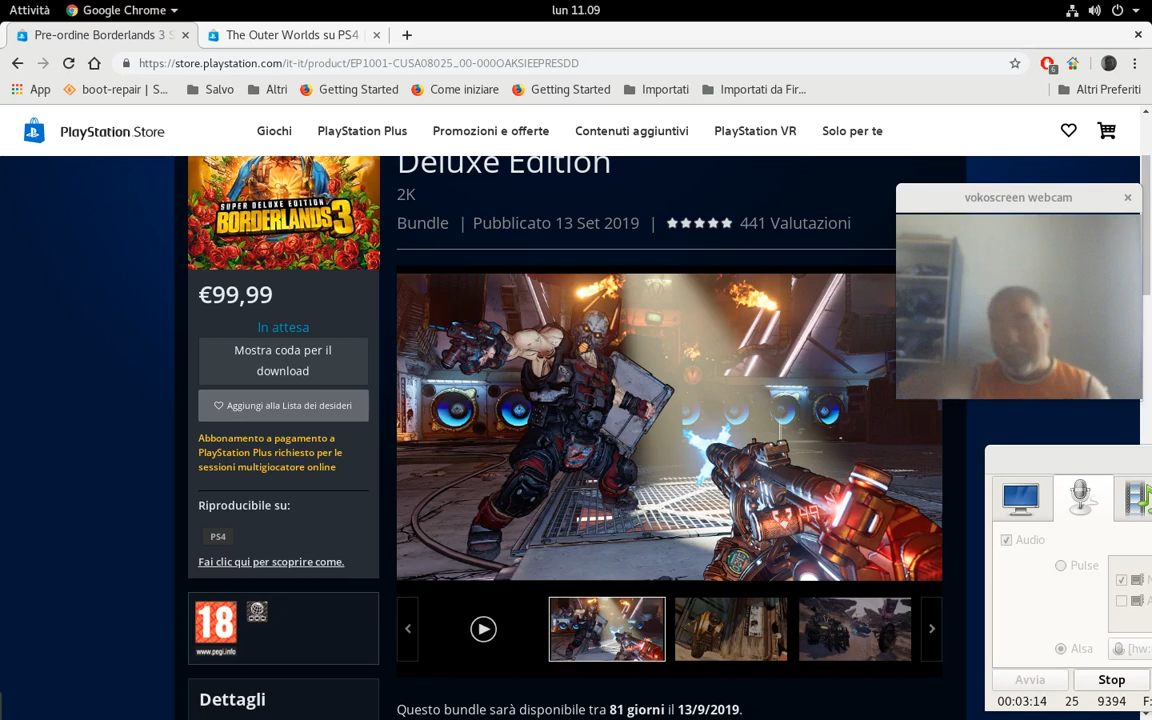 Attività
Google Chrome
lun 11.09
Pre-ordine Borderlands 3 S
The Outer Worlds su PS4
https://store.playstation.com/it-it/product/EP1001-CUSA08025_00-000OAKSIEEPRESDD
6
App
boot-repair | S...
Salvo
Altri
Getting Started
Come iniziare
Getting Started
Importati
Importati da Fir...
Altri Preferiti
PlayStation Store
Giochi
PlayStation Plus
Promozioni e offerte
Contenuti aggiuntivi
PlayStation VR
Solo per te
Deluxe Edition
2K
Bundle | Pubblicato 13 Set 2019 | 441 Valutazioni
SUPER DELUXE EDITION
BORDERLANDS 3
€99,99
In attesa
Mostra coda per il
download
Aggiungi alla Lista dei desideri
Abbonamento a pagamento a
PlayStation Plus richiesto per le
sessioni multigiocatore online
Riproducibile su:
PS4
Fai clic qui per scoprire come.
18
www.pegi.info
Dettagli
Questo bundle sarà disponibile tra 81 giorni il 13/9/2019.
vokoscreen webcam
Audio
Pulse
Alsa
[hw:
Avvia
Stop
00:03:14
25
9394
F: